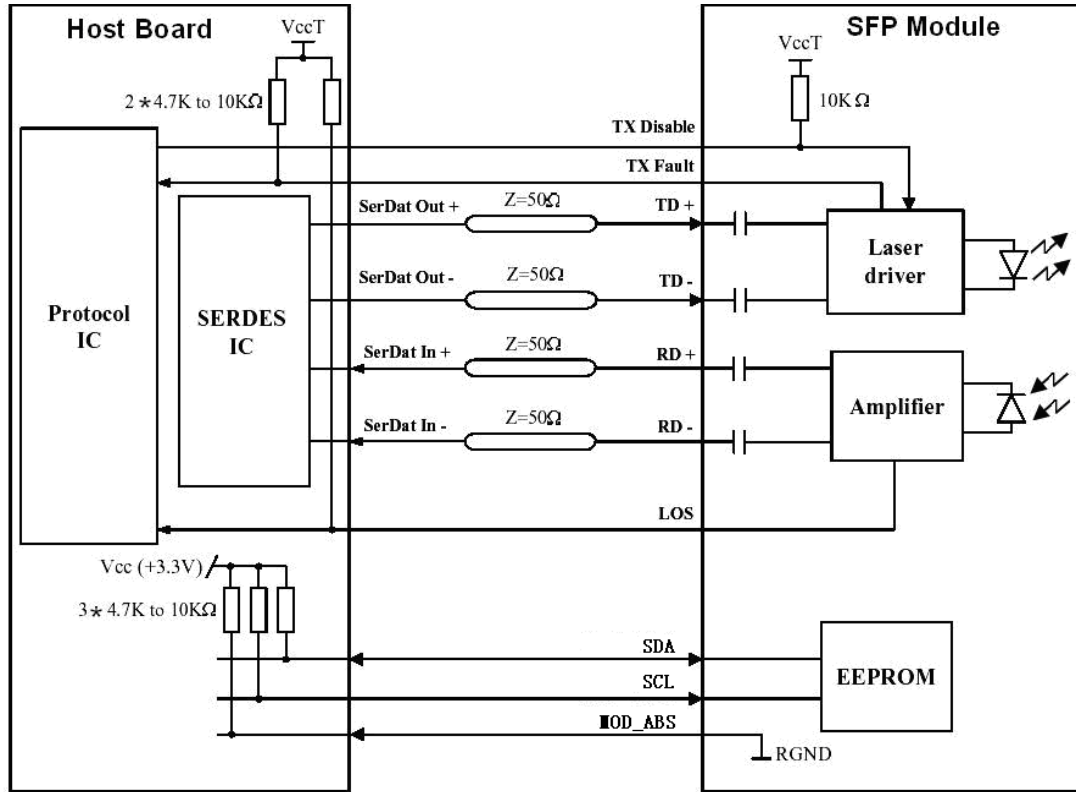 Host Board
SFP Module
VccT
VccT
2*4.7K to 10KΩ
10KΩ
TX Disable
TX Fault
SerDat Out +
Z=50Ω
TD +
SerDat Out -
Z=50Ω
TD -
Laser
driver
Protocol
IC
SERDES
IC
SerDat In +
Z=50Ω
RD +
SerDat In -
Z=50Ω
RD -
Amplifier
LOS
Vcc (+3.3V)
3*4.7K to 10KΩ
SDA
SCL
MOD_ABS
EEPROM
RGND